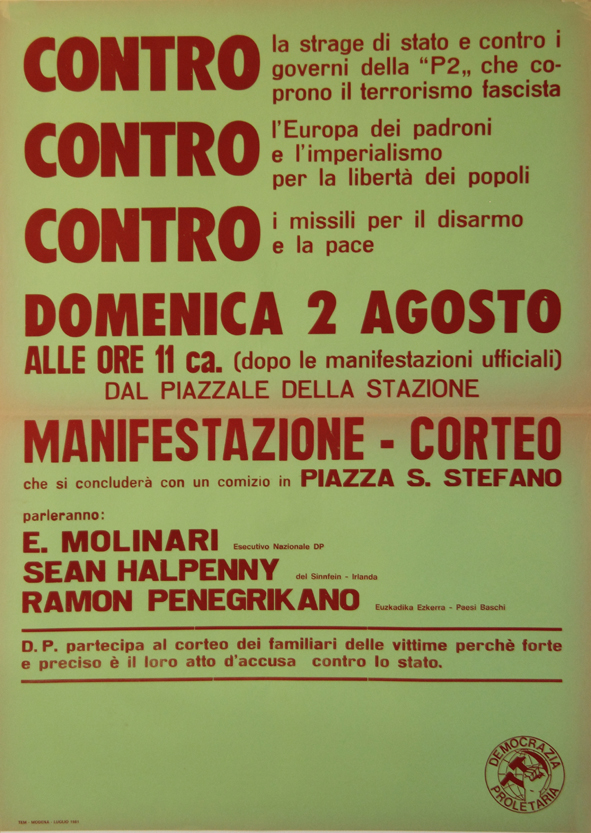 CONTRO la strage di stato e contro i
governi della "P2„ che co-
prono il terrorismo fascista
CONTRO l'Europa dei padroni
e l'imperialismo
per la libertà dei popoli
CONTRO i missili per il disarmo
e la pace
DOMENICA 2 AGOSTO
ALLE ORE 11 ca. (dopo le manifestazioni ufficiali)
DAL PIAZZALE DELLA STAZIONE
MANIFESTAZIONE - CORTEO
che si concluderà con un comizio in PIAZZA S. STEFANO
parleranno:
E. MOLINARI Esecutivo Nazionale DP
SEAN HALPENNY del Sinnfein - Irlanda
RAMON PENEGRIKANO Euzkadika Ezkerra - Paesi Baschi
D.P. partecipa al corteo dei familiari delle vittime perchè forte
e preciso è il loro atto d'accusa contro lo stato.
DEMOCRAZIA
PROLETARIA
MODENA - LUGLIO 1981